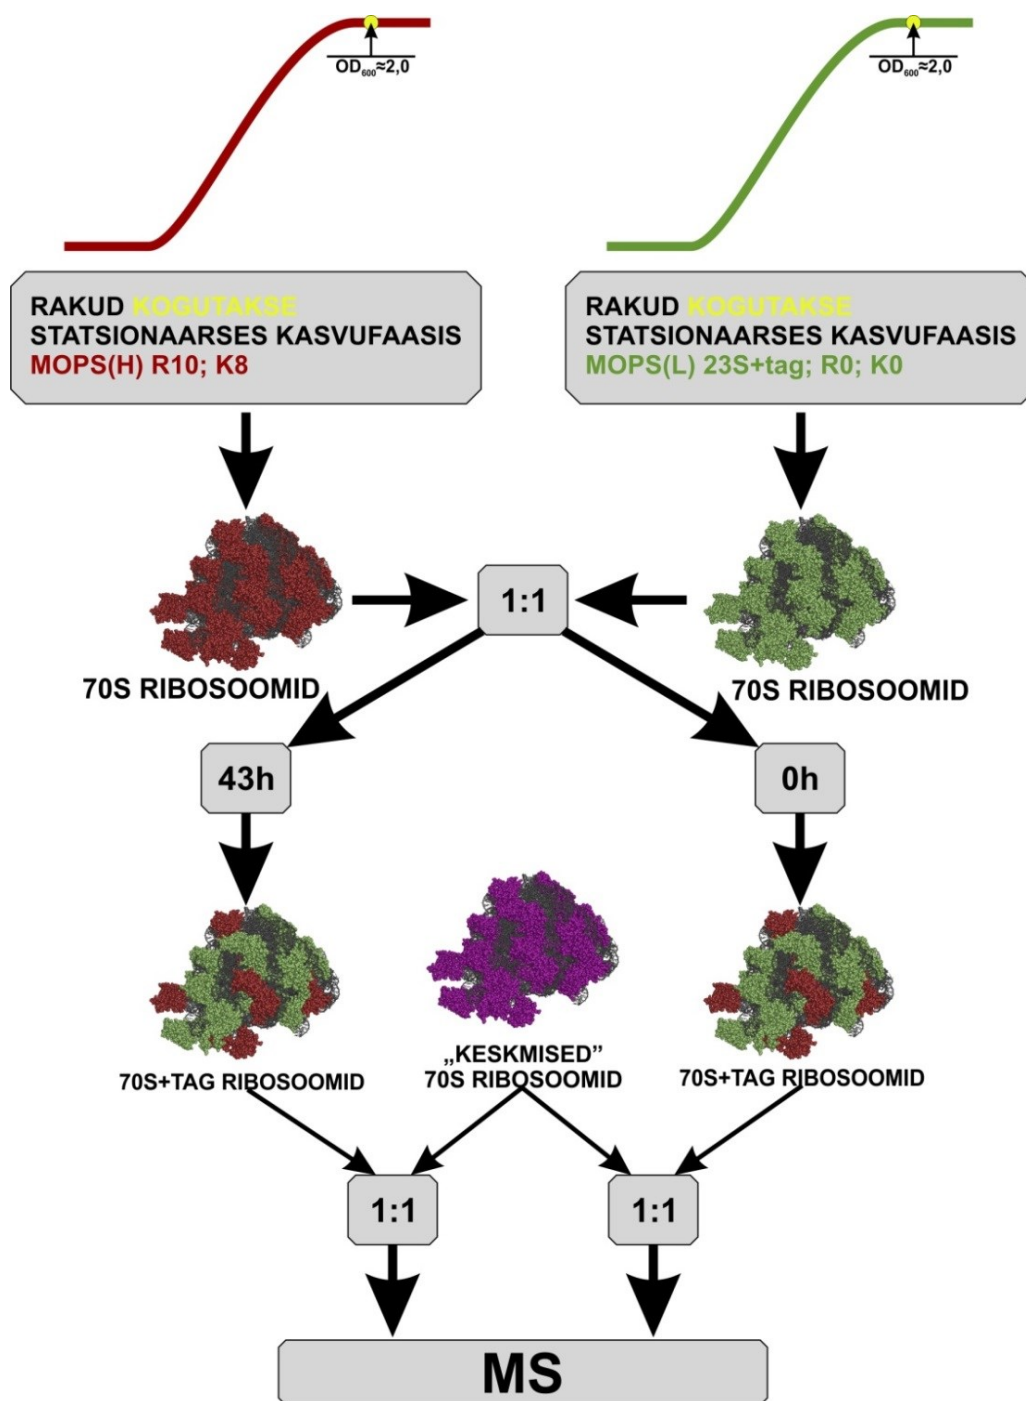 OD₆₀₀≈2,0
OD₆₀₀≈2,0
RAKUD KOGUTAKSE
STATSIONAARSES KASVUFAASIS
MOPS(H) R10; K8
RAKUD KOGUTAKSE
STATSIONAARSES KASVUFAASIS
MOPS(L) 23S+tag; R0; K0
1:1
70S RIBOSOOMID
70S RIBOSOOMID
43h
0h
70S+TAG RIBOSOOMID
„KESKMISED”
70S RIBOSOOMID
70S+TAG RIBOSOOMID
1:1
1:1
MS